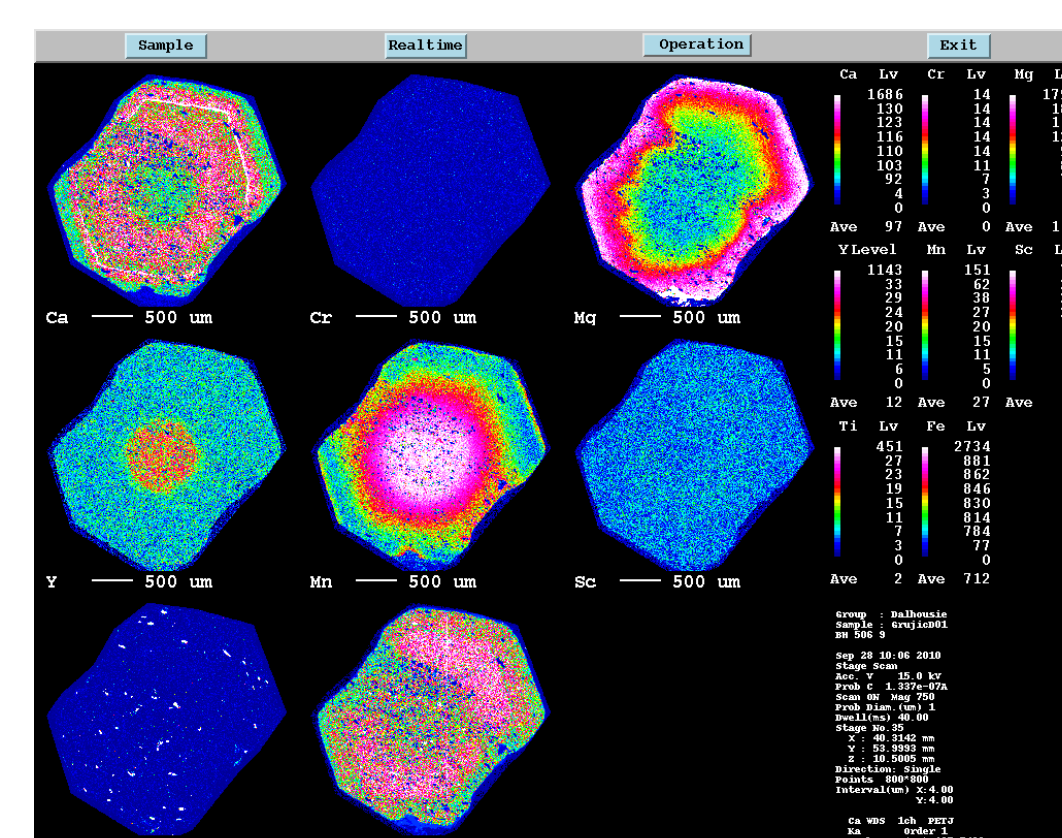 Sample Realtime Operation Exit
Ca Lv Cr Lv Mg
1686 14
130 14
123 14
116 14
110 14
103 11
92 7
4 3
0 0
Ave 97 Ave 0 Ave
Ca 500 um Cr 500 um Mg 500 um
YLevel Mn Lv Sc
1143 151
33 62
29 38
24 27
20 20
15 15
11 11
6 5
0 0
Ave 12 Ave 27 Ave
Y 500 um Mn 500 um Sc 500 um
Ti Lv Fe Lv
451 2734
27 881
23 862
19 846
15 830
11 814
7 784
3 77
0 0
Ave 2 Ave 712
Group : Dalhousie
Sample : GrujicD01
BH 506 9
Sep 28 10:06 2010
Stage Scan
Acc. V 15.0 kV
Prob C 1.337e-07A
Scan ON Mag 750
Prob Diam.(um) 1
Dwell(ms) 40.00
Stage No.35
X : 40.3142 mm
Y : 53.9993 mm
Z : 10.5005 mm
Direction: Single
Points 800*800
Interval(um) X:4.00
Y:4.00
Ca WDS 1ch PETJ
Ka Order 1